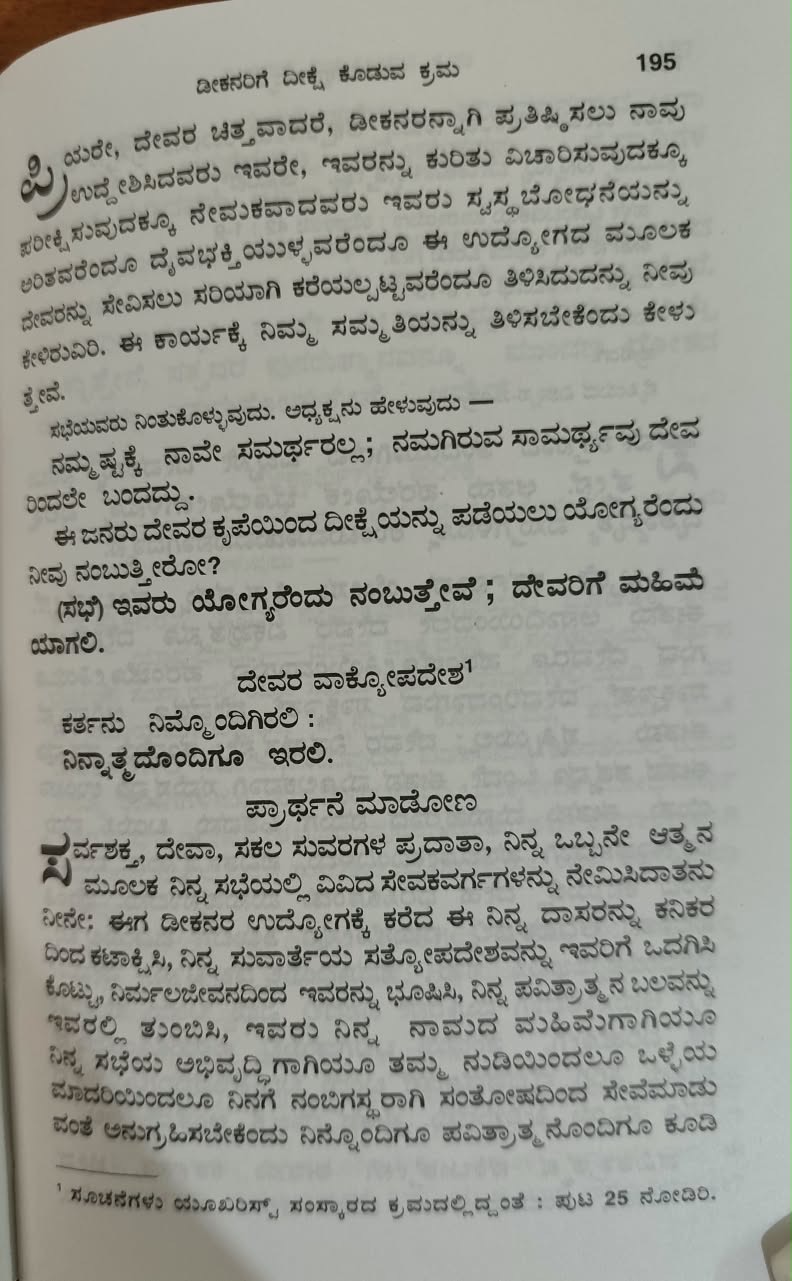 ಡೀಕನರಿಗೆ ದೀಕ್ಷೆ ಕೊಡುವ ಕ್ರಮ 195
ಪ್ರಿಯರೇ, ದೇವರ ಚಿತ್ತವಾದರೆ, ಡೀಕನರನ್ನಾಗಿ ಪ್ರತಿಷ್ಠಿಸಲು ನಾವು
ಉದ್ದೇಶಿಸಿದವರು ಇವರೇ, ಇವರನ್ನು ಕುರಿತು ವಿಚಾರಿಸುವುದಕ್ಕೂ
ಪರೀಕ್ಷಿಸುವುದಕ್ಕೂ ನೇಮಕವಾದವರು ಇವರು ಸ್ವಸ್ಥಬೋಧನೆಯನ್ನು
ಅರಿತವರೆಂದೂ ದೈವಭಕ್ತಿಯುಳ್ಳವರೆಂದೂ ಈ ಉದ್ಯೋಗದ ಮೂಲಕ
ದೇವರನ್ನು ಸೇವಿಸಲು ಸರಿಯಾಗಿ ಕರೆಯಲ್ಪಟ್ಟವರೆಂದೂ ತಿಳಿಸಿದುದನ್ನು ನೀವು
ಕೇಳಿರುವಿರಿ. ಈ ಕಾರ್ಯಕ್ಕೆ ನಿಮ್ಮ ಸಮ್ಮತಿಯನ್ನು ತಿಳಿಸಬೇಕೆಂದು ಕೇಳು
ತ್ತೇವೆ.
ಸಭೆಯವರು ನಿಂತುಕೊಳ್ಳುವುದು. ಅಧ್ಯಕ್ಷನು ಹೇಳುವುದು —
ನಮ್ಮಷ್ಟಕ್ಕೆ ನಾವೇ ಸಮರ್ಥರಲ್ಲ; ನಮಗಿರುವ ಸಾಮರ್ಥ್ಯವು ದೇವ
ರಿಂದಲೇ ಬಂದದ್ದು.
ಈ ಜನರು ದೇವರ ಕೃಪೆಯಿಂದ ದೀಕ್ಷೆಯನ್ನು ಪಡೆಯಲು ಯೋಗ್ಯರೆಂದು
ನೀವು ನಂಬುತ್ತೀರೋ?
(ಸಭೆ) ಇವರು ಯೋಗ್ಯರೆಂದು ನಂಬುತ್ತೇವೆ; ದೇವರಿಗೆ ಮಹಿಮೆ
ಯಾಗಲಿ.
ದೇವರ ವಾಕ್ಯೋಪದೇಶ¹
ಕರ್ತನು ನಿಮ್ಮೊಂದಿಗಿರಲಿ :
ನಿನ್ನಾತ್ಮದೊಂದಿಗೂ ಇರಲಿ.
ಪ್ರಾರ್ಥನೆ ಮಾಡೋಣ
ಸರ್ವಶಕ್ತ, ದೇವಾ, ಸಕಲ ಸುವರಗಳ ಪ್ರದಾತಾ, ನಿನ್ನ ಒಬ್ಬನೇ ಆತ್ಮನ
ಮೂಲಕ ನಿನ್ನ ಸಭೆಯಲ್ಲಿ ವಿವಿದ ಸೇವಕವರ್ಗಗಳನ್ನು ನೇಮಿಸಿದಾತನು
ನೀನೇ: ಈಗ ಡೀಕನರ ಉದ್ಯೋಗಕ್ಕೆ ಕರೆದ ಈ ನಿನ್ನ ದಾಸರನ್ನು ಕನಿಕರ
ದಿಂದ ಕಟಾಕ್ಷಿಸಿ, ನಿನ್ನ ಸುವಾರ್ತೆಯ ಸತ್ಯೋಪದೇಶವನ್ನು ಇವರಿಗೆ ಒದಗಿಸಿ
ಕೊಟ್ಟು, ನಿರ್ಮಲಜೀವನದಿಂದ ಇವರನ್ನು ಭೂಷಿಸಿ, ನಿನ್ನ ಪವಿತ್ರಾತ್ಮನ ಬಲವನ್ನು
ಇವರಲ್ಲಿ ತುಂಬಿಸಿ, ಇವರು ನಿನ್ನ ನಾಮದ ಮಹಿಮೆಗಾಗಿಯೂ
ನಿನ್ನ ಸಭೆಯ ಅಭಿವೃದ್ಧಿಗಾಗಿಯೂ ತಮ್ಮ ನುಡಿಯಿಂದಲೂ ಒಳ್ಳೆಯ
ಮಾದರಿಯಿಂದಲೂ ನಿನಗೆ ನಂಬಿಗಸ್ಥರಾಗಿ ಸಂತೋಷದಿಂದ ಸೇವೆಮಾಡು
ವಂತೆ ಅನುಗ್ರಹಿಸಬೇಕೆಂದು ನಿನ್ನೊಂದಿಗೂ ಪವಿತ್ರಾತ್ಮನೊಂದಿಗೂ ಕೂಡಿ
¹ ಸೂಚನೆಗಳು ಯೂಖರಿಸ್ಟ್ ಸಂಸ್ಕಾರದ ಕ್ರಮದಲ್ಲಿದ್ದಂತೆ : ಪುಟ 25 ನೋಡಿರಿ.